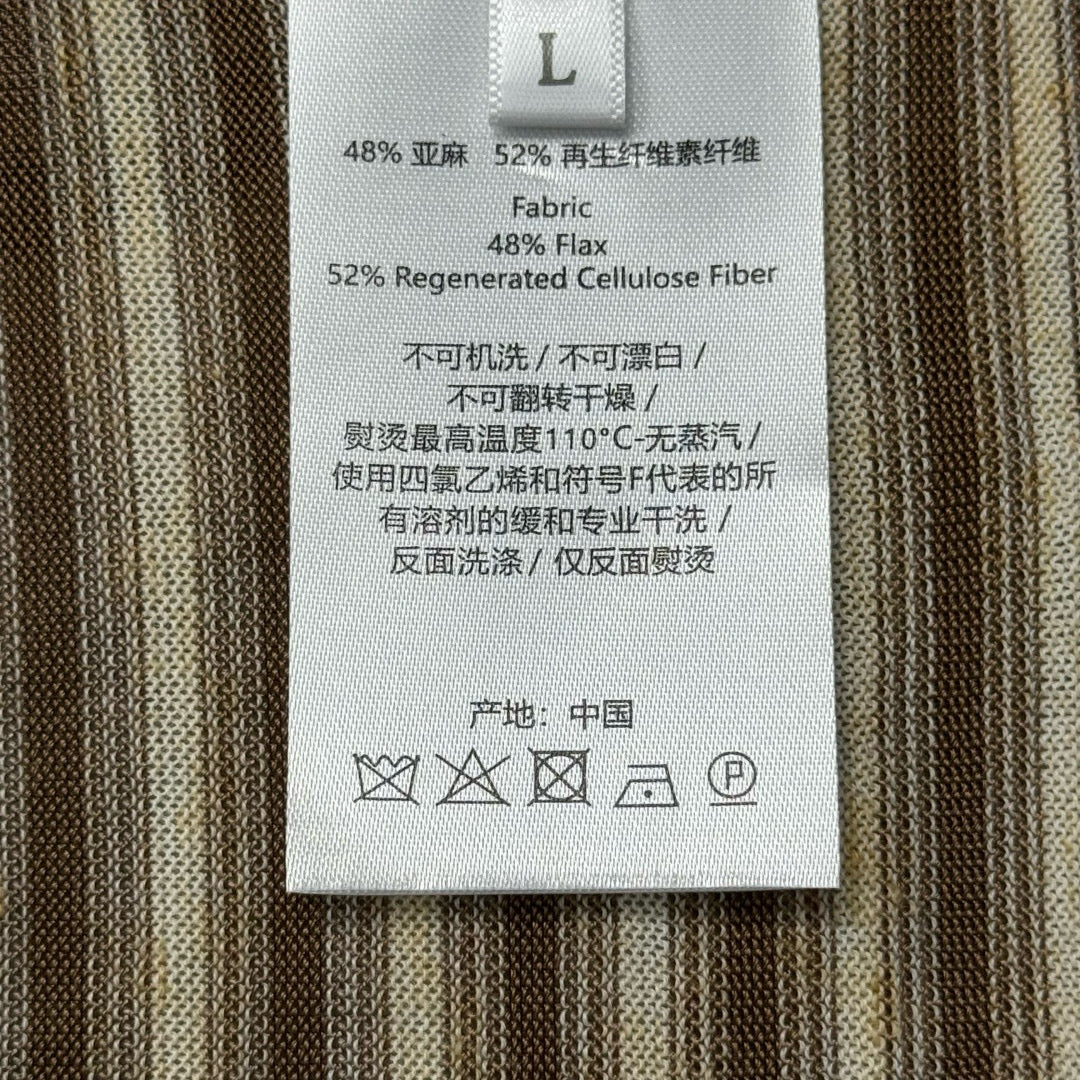 L
48% 亚麻 52% 再生纤维素纤维
Fabric
48% Flax
52% Regenerated Cellulose Fiber
不可机洗 / 不可漂白 /
不可翻转干燥 /
熨烫最高温度110°C-无蒸汽 /
使用四氯乙烯和符号F代表的所
有溶剂的缓和专业干洗 /
反面洗涤 / 仅反面熨烫
产地：中国
P